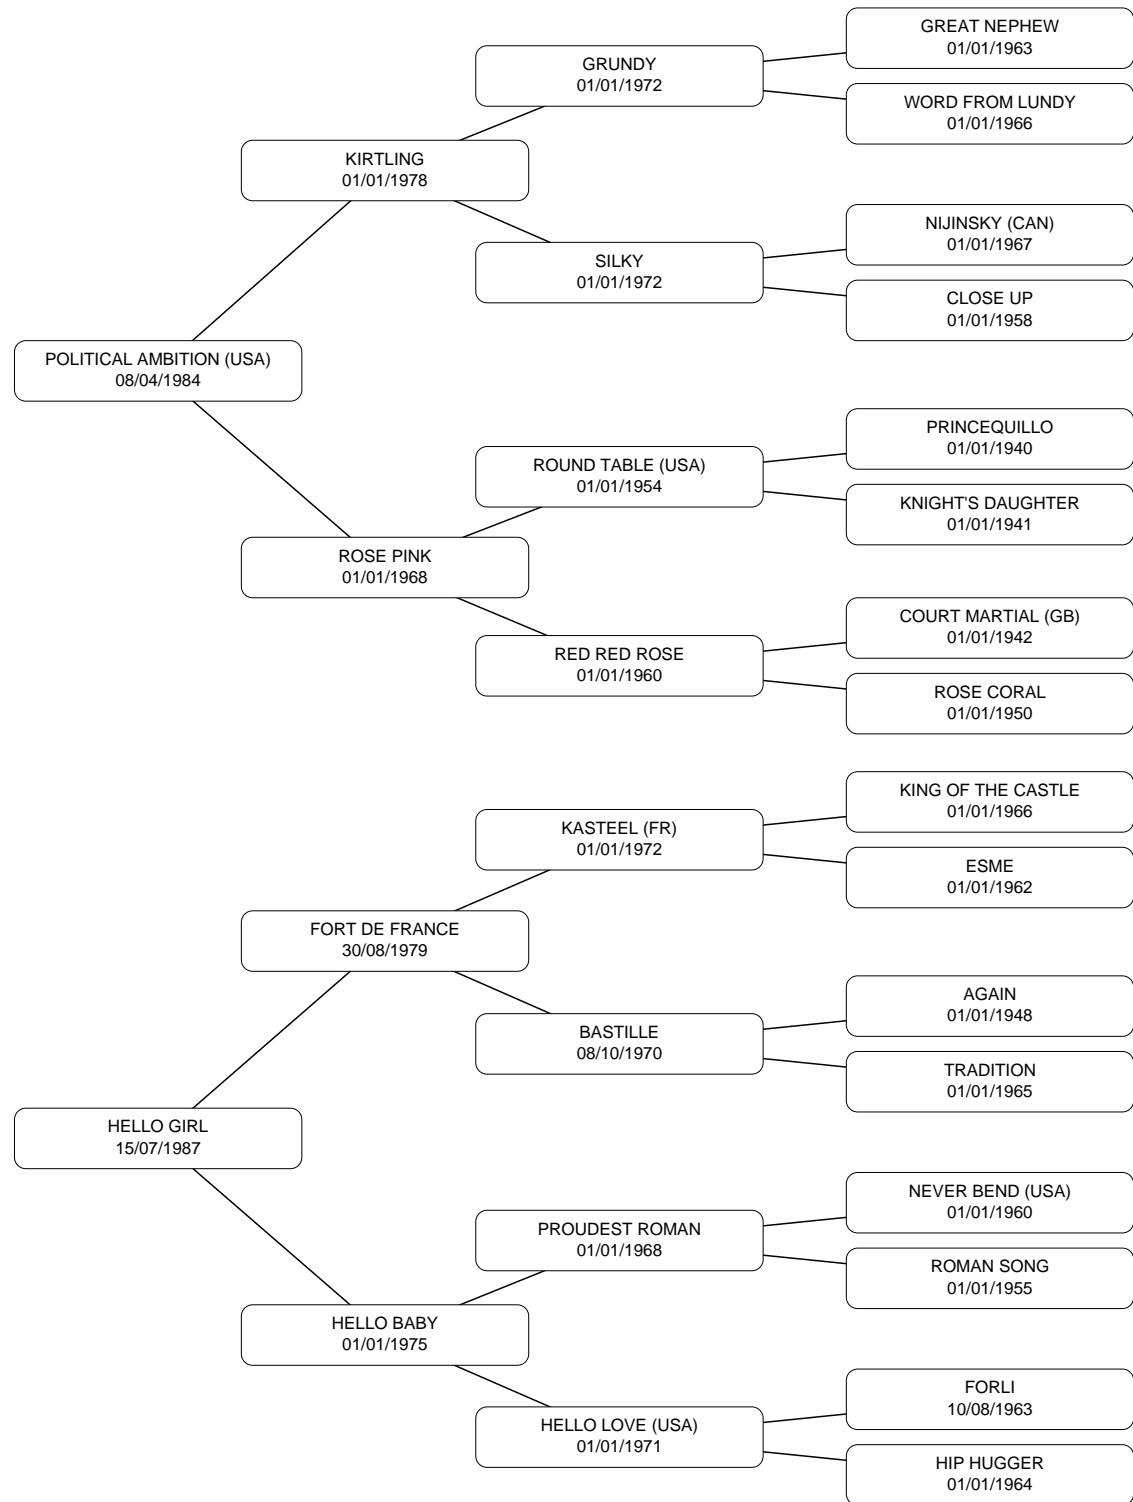 GREAT NEPHEW
01/01/1963
GRUNDY
01/01/1972
WORD FROM LUNDY
01/01/1966
KIRTLING
01/01/1978
NIJINSKY (CAN)
01/01/1967
SILKY
01/01/1972
CLOSE UP
01/01/1958
POLITICAL AMBITION (USA)
08/04/1984
PRINCEQUILLO
01/01/1940
ROUND TABLE (USA)
01/01/1954
KNIGHT'S DAUGHTER
01/01/1941
ROSE PINK
01/01/1968
COURT MARTIAL (GB)
01/01/1942
RED RED ROSE
01/01/1960
ROSE CORAL
01/01/1950
KING OF THE CASTLE
01/01/1966
KASTEEL (FR)
01/01/1972
ESME
01/01/1962
FORT DE FRANCE
30/08/1979
AGAIN
01/01/1948
BASTILLE
08/10/1970
TRADITION
01/01/1965
HELLO GIRL
15/07/1987
NEVER BEND (USA)
01/01/1960
PROUDEST ROMAN
01/01/1968
ROMAN SONG
01/01/1955
HELLO BABY
01/01/1975
FORLI
10/08/1963
HELLO LOVE (USA)
01/01/1971
HIP HUGGER
01/01/1964